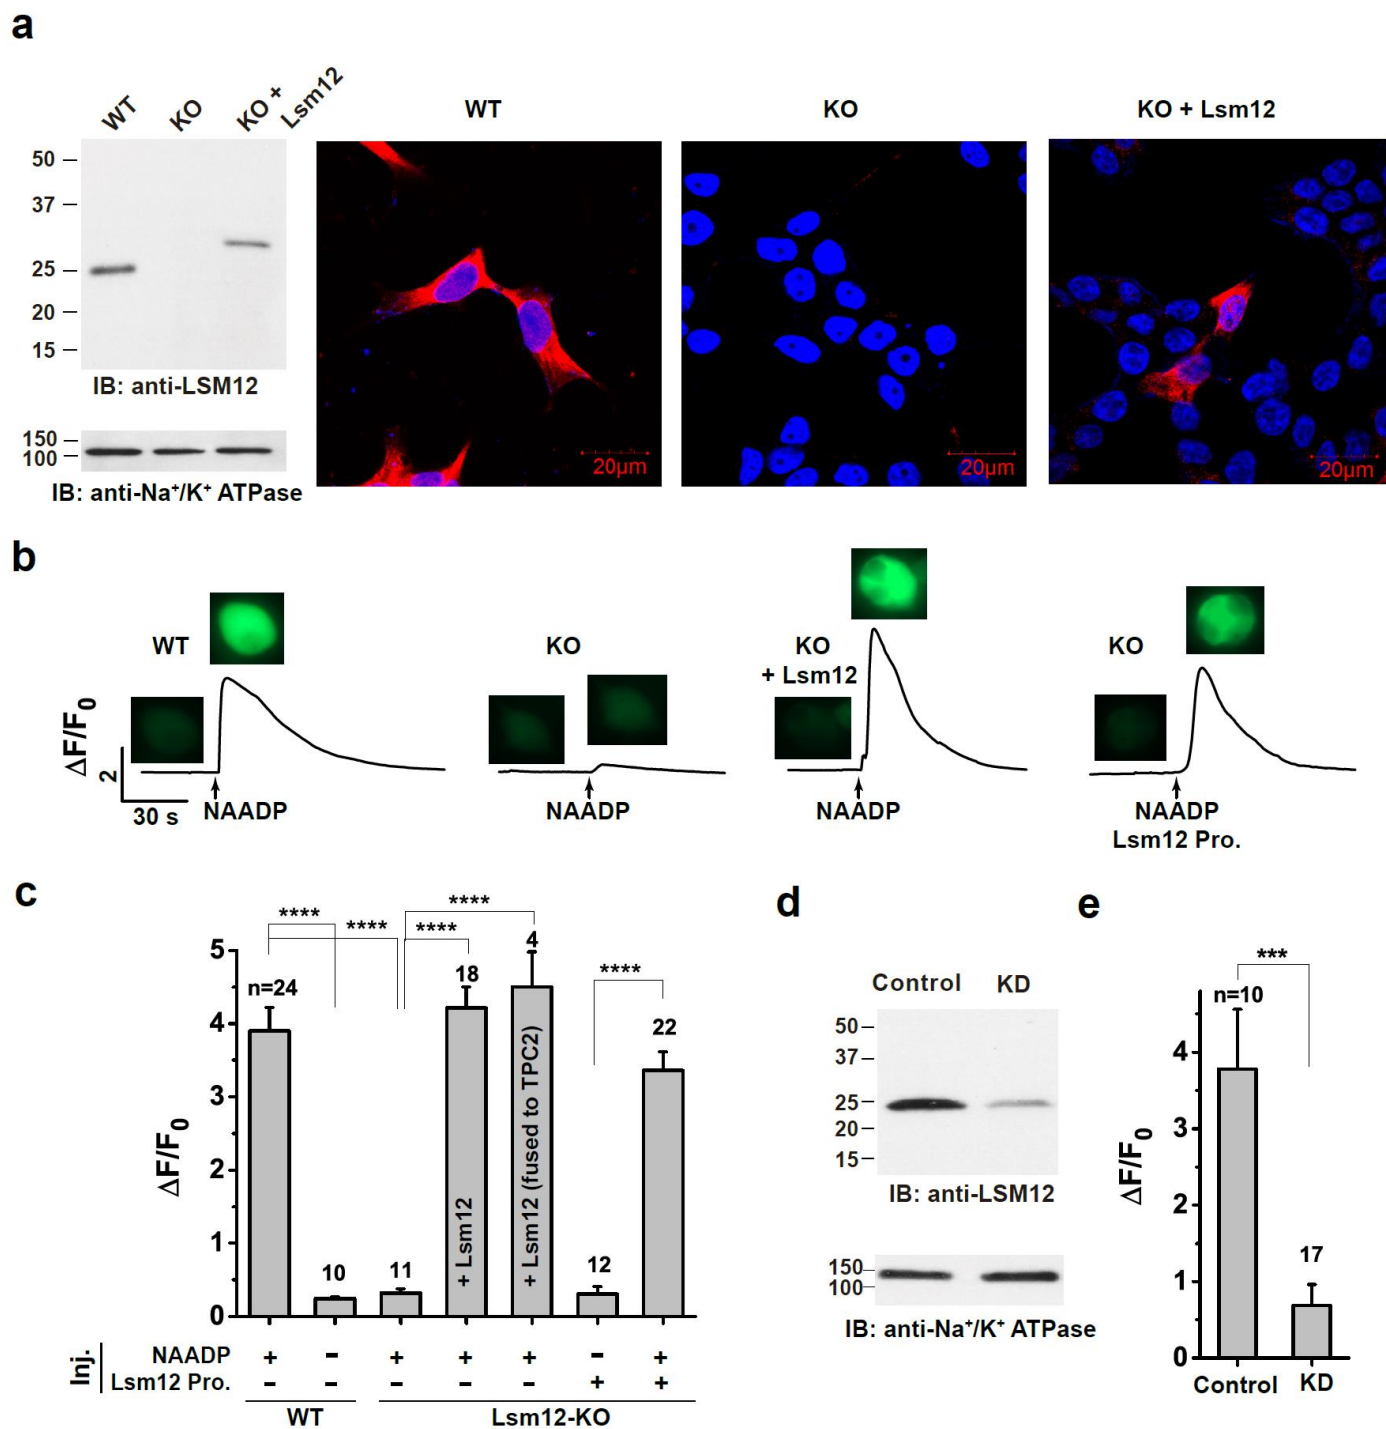 a
WT
KO
KO +
Lsm12
WT
KO
KO + Lsm12
50
37
25
20
15
IB: anti-LSM12
150
100
IB: anti-Na⁺/K⁺ ATPase
20µm
20µm
20µm
b
WT
KO
KO
+ Lsm12
KO
ΔF/F₀
2
30 s
NAADP
NAADP
NAADP
NAADP
Lsm12 Pro.
c
****
****
****
****
****
ΔF/F₀
5
4
3
2
1
0
n=24
10
11
18
4
12
22
+ Lsm12
+ Lsm12 (fused to TPC2)
Inj.
NAADP + - + + + - +
Lsm12 Pro. - - - - - + +
WT
Lsm12-KO
d
Control KD
50
37
25
20
15
IB: anti-LSM12
150
100
IB: anti-Na⁺/K⁺ ATPase
e
***
n=10
17
ΔF/F₀
4
3
2
1
0
Control KD